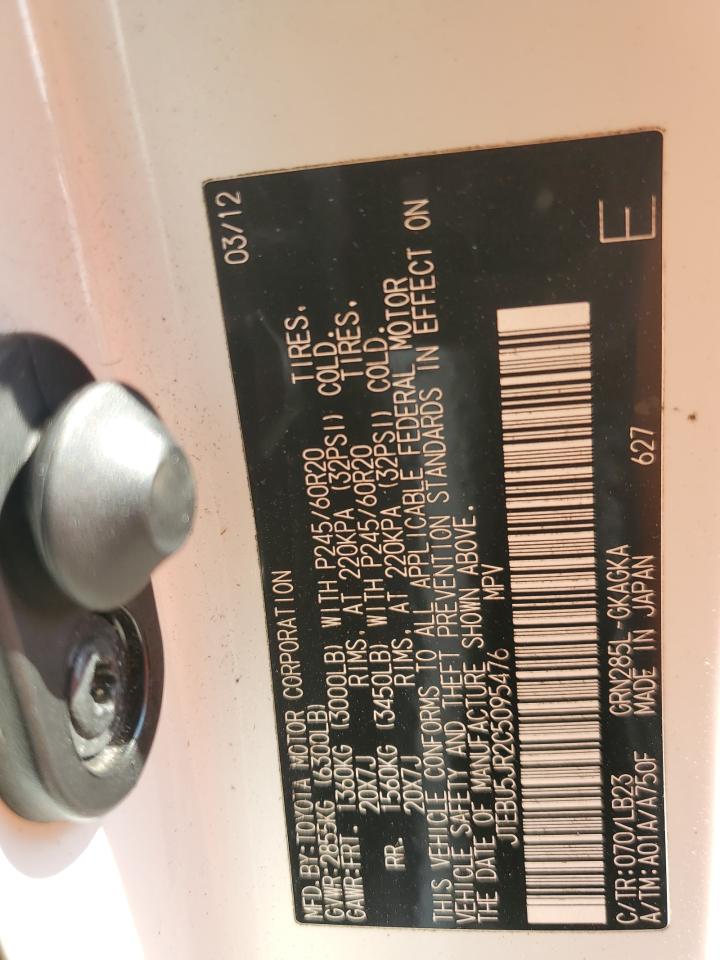 MFD.BY:TOYOTA MOTOR CORPORATION 03/12
GVWR:2855KG (6300LB)
GAWR:FRT. 1360KG (3000LB) WITH P245/60R20 TIRES,
20X7J RIMS, AT 220KPA (32PSI) COLD.
RR. 1560KG (3450LB) WITH P245/60R20 TIRES,
20X7J RIMS, AT 220KPA (32PSI) COLD.
THIS VEHICLE CONFORMS TO ALL APPLICABLE FEDERAL MOTOR
VEHICLE SAFETY AND THEFT PREVENTION STANDARDS IN EFFECT ON
THE DATE OF MANUFACTURE SHOWN ABOVE.
JTEBU5JR2C5095476 MPV
C/TR:070/LB23 GRN285L-GKAGKA
A/TM:A01A/A750F MADE IN JAPAN 627 E